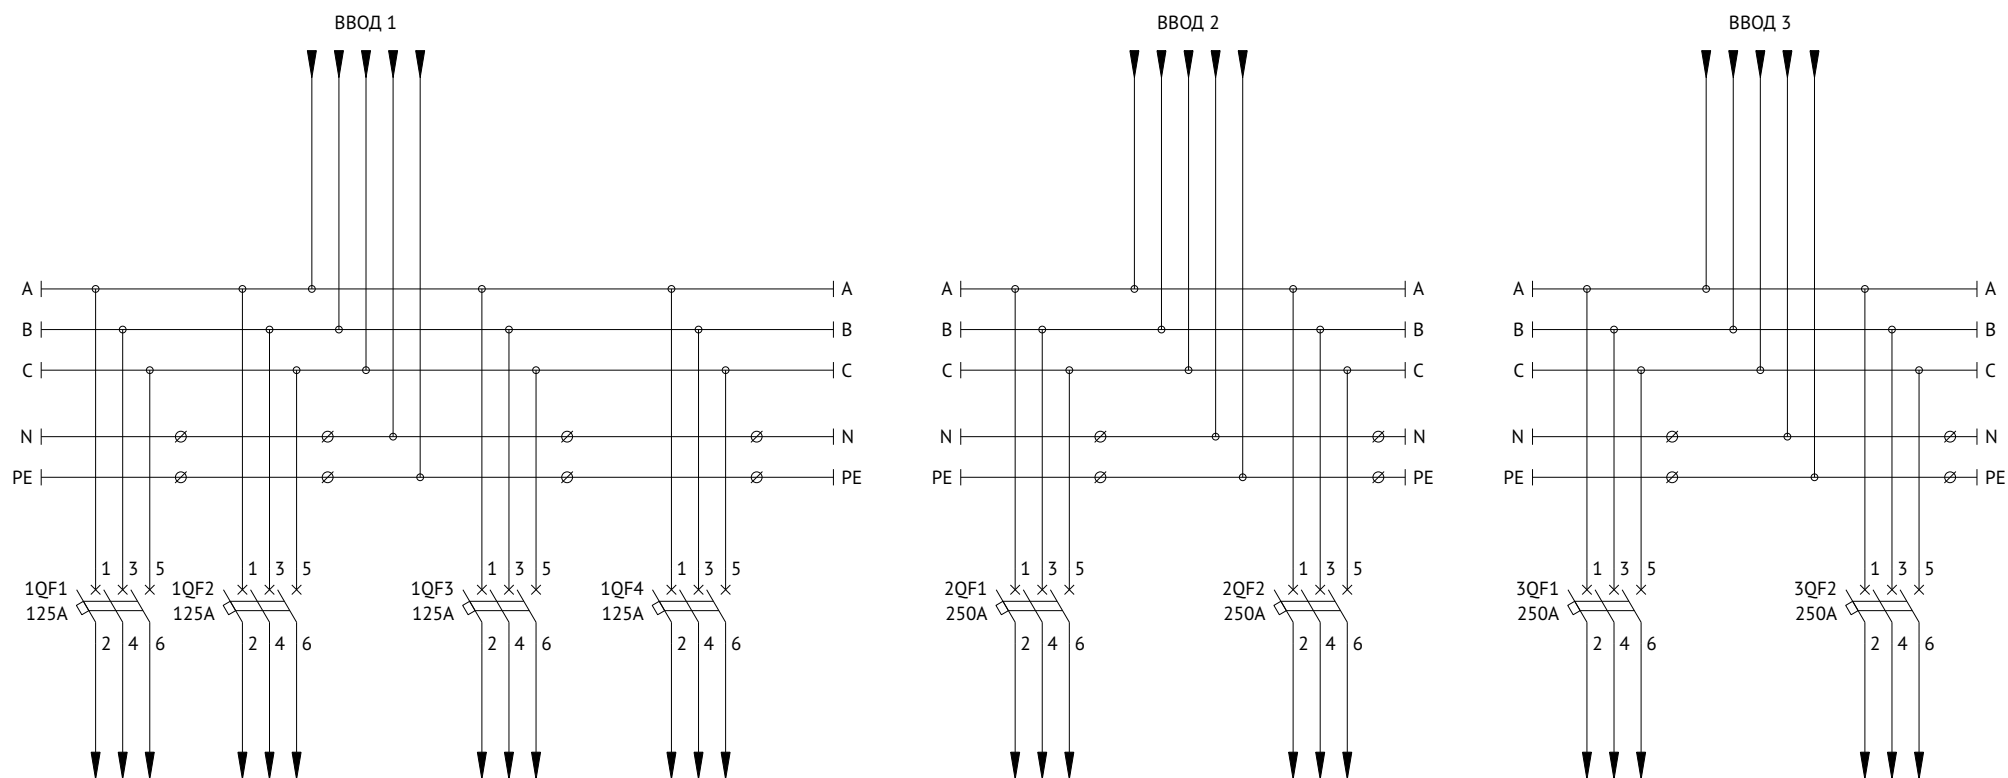 ВВОД 1 ВВОД 2 ВВОД 3
A A A A A A
B B B B B B
C C C C C C
N N N N N N
PE PE PE PE PE PE
1 3 5 1 3 5 1 3 5 1 3 5 1 3 5 1 3 5 1 3 5 1 3 5
1QF1 1QF2 1QF3 1QF4 2QF1 2QF2 3QF1 3QF2
125A 125A 125A 125A 250A 250A 250A 250A
2 4 6 2 4 6 2 4 6 2 4 6 2 4 6 2 4 6 2 4 6 2 4 6